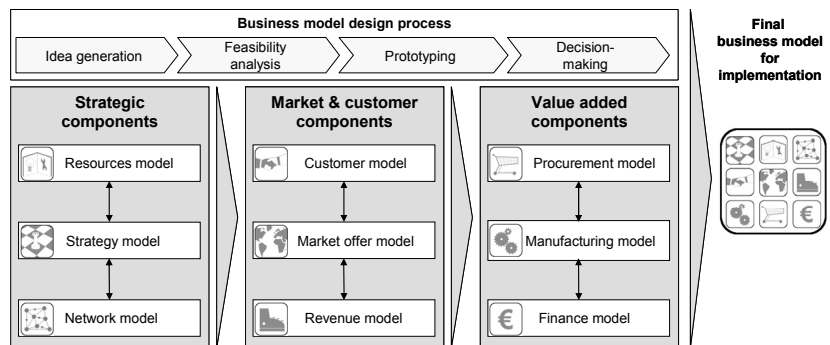 Business model design process
Idea generation
Feasibility
analysis
Prototyping
Decision-
making
Final
business model
for
implementation
Strategic
components
Resources model
Strategy model
Network model
Market & customer
components
Customer model
Market offer model
Revenue model
Value added
components
Procurement model
Manufacturing model
€ Finance model
€